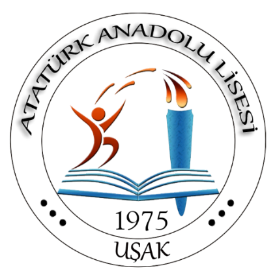 ATATÜRK ANADOLU LİSESİ
1975
UŞAK